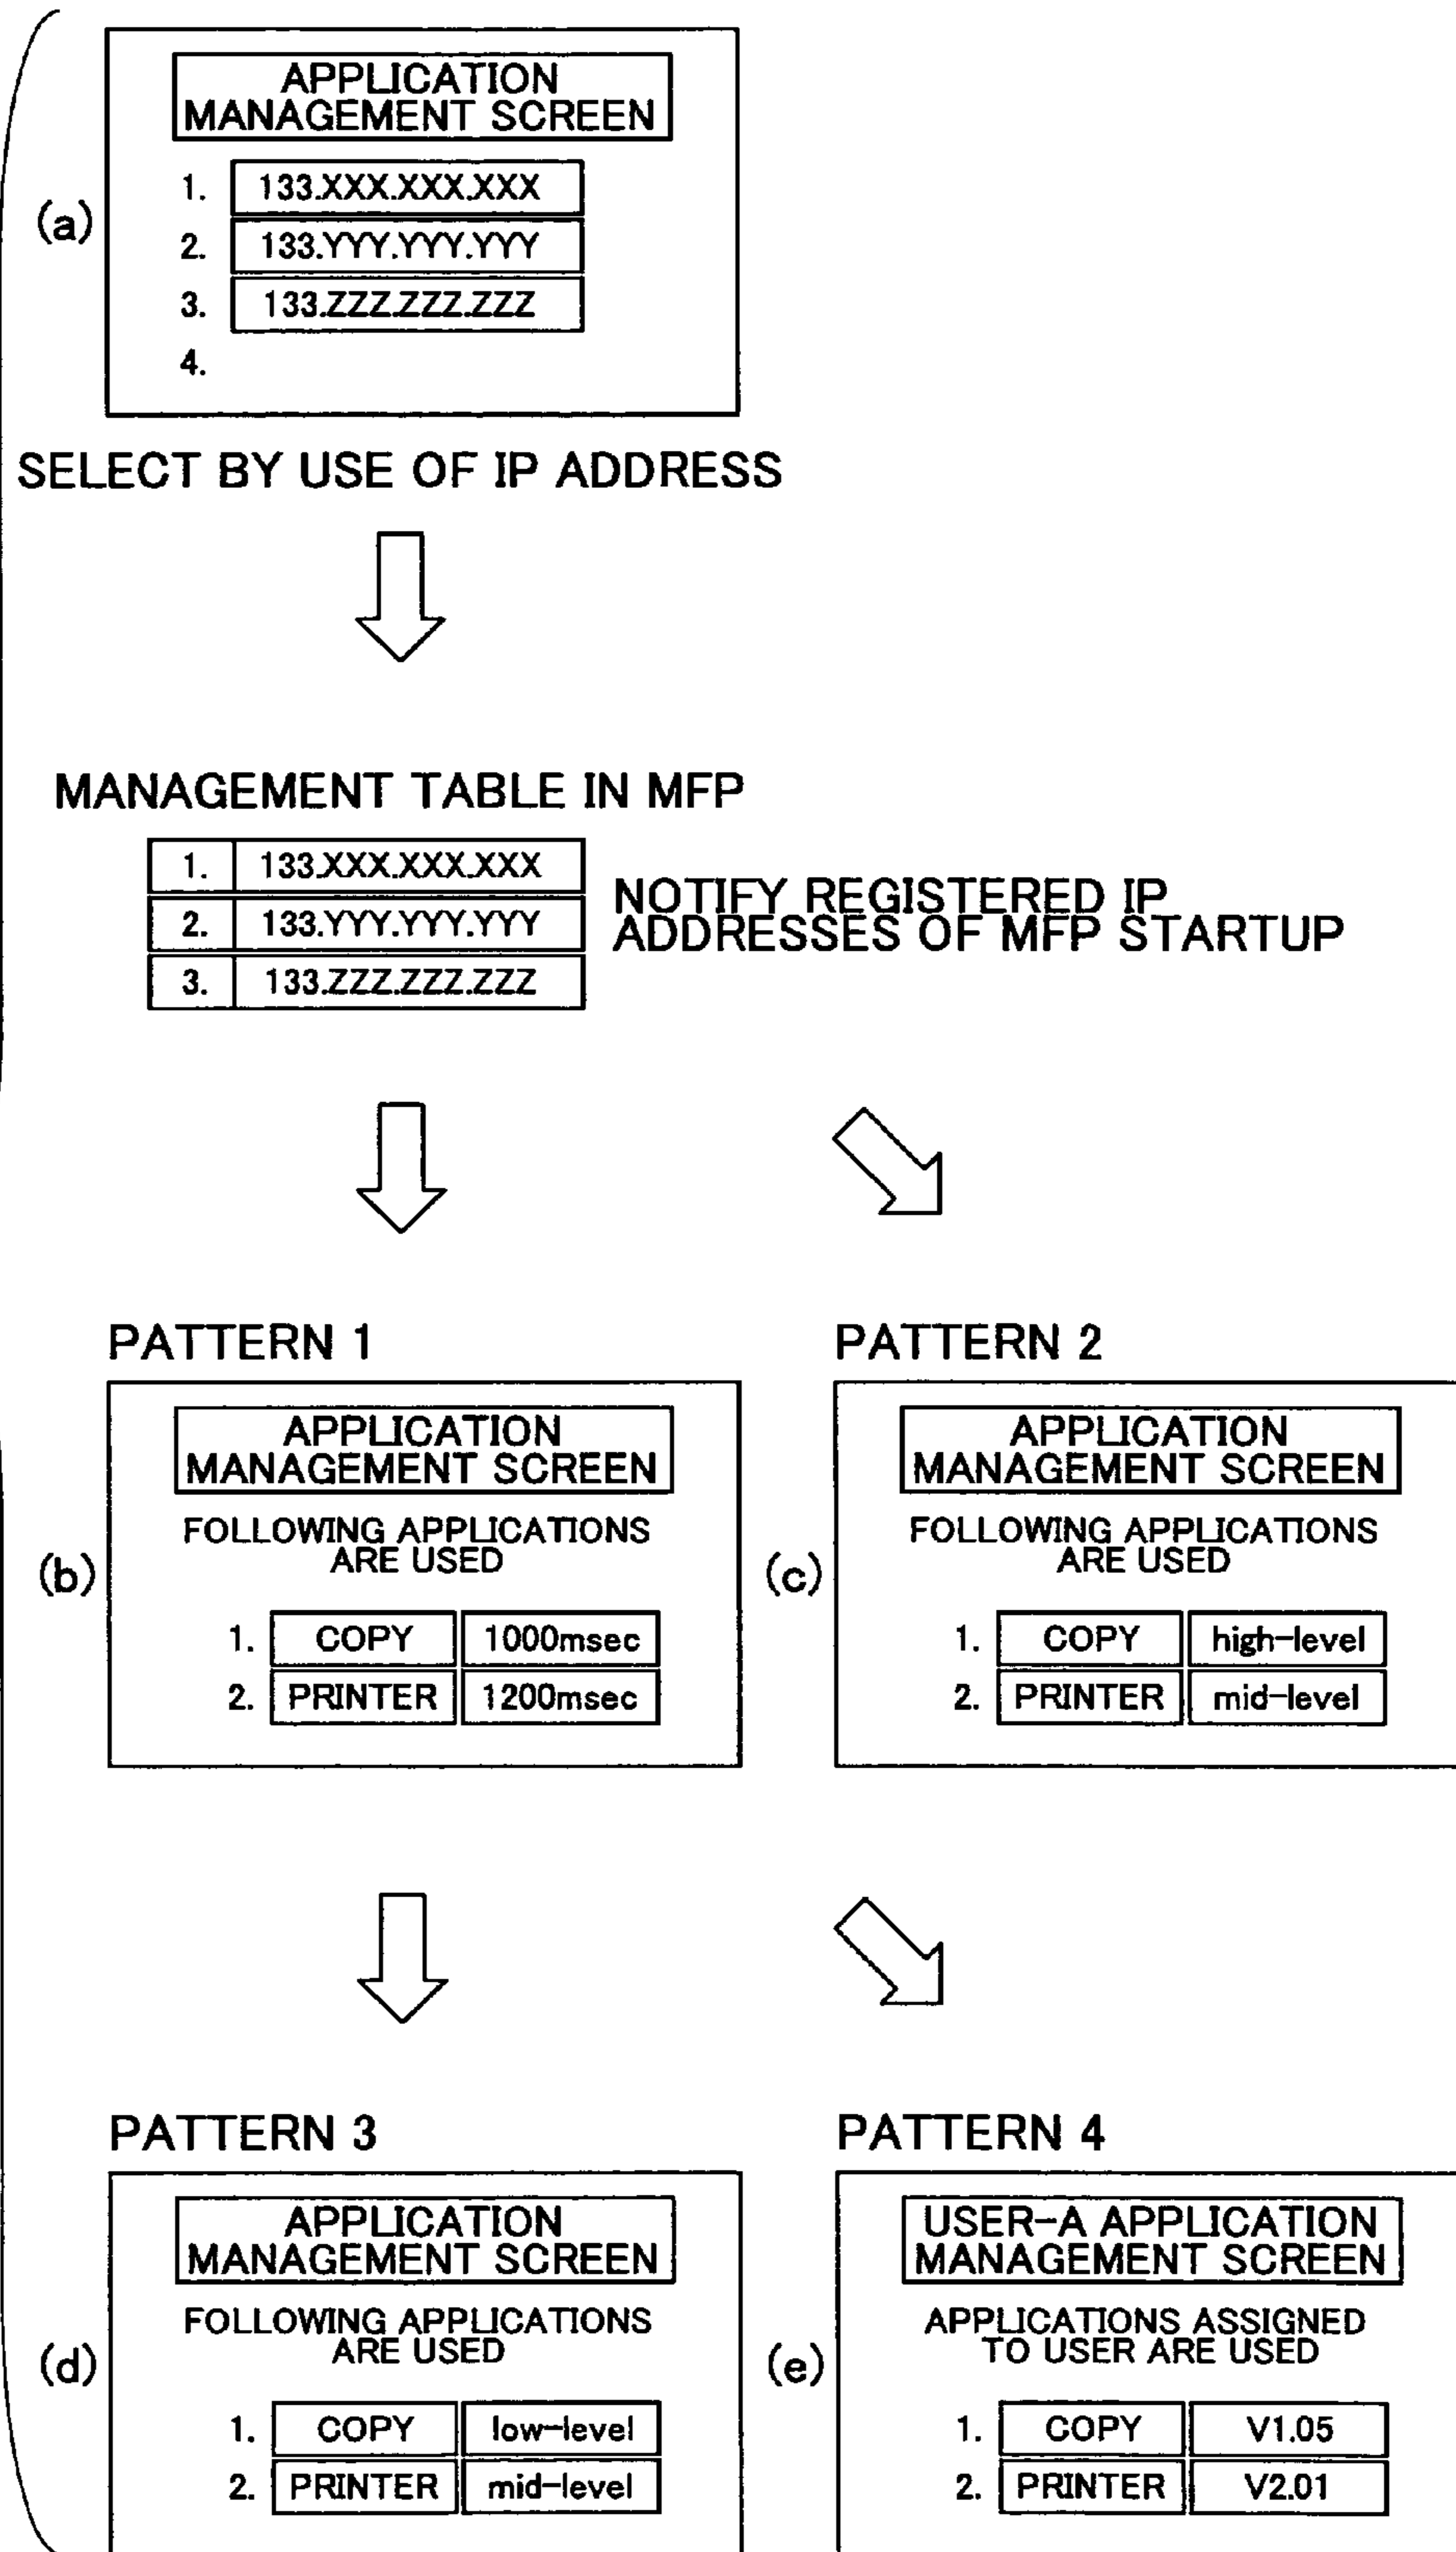 APPLICATION
MANAGEMENT SCREEN
(a)
1. 133.XXX.XXX.XXX
2. 133.YYY.YYY.YYY
3. 133.ZZZ.ZZZ.ZZZ
4.
SELECT BY USE OF IP ADDRESS
MANAGEMENT TABLE IN MFP
1. 133.XXX.XXX.XXX
2. 133.YYY.YYY.YYY
3. 133.ZZZ.ZZZ.ZZZ
NOTIFY REGISTERED IP
ADDRESSES OF MFP STARTUP
PATTERN 1
APPLICATION
MANAGEMENT SCREEN
FOLLOWING APPLICATIONS
ARE USED
(b)
1. COPY 1000msec
2. PRINTER 1200msec
PATTERN 2
APPLICATION
MANAGEMENT SCREEN
FOLLOWING APPLICATIONS
ARE USED
(c)
1. COPY high-level
2. PRINTER mid-level
PATTERN 3
APPLICATION
MANAGEMENT SCREEN
FOLLOWING APPLICATIONS
ARE USED
(d)
1. COPY low-level
2. PRINTER mid-level
PATTERN 4
USER-A APPLICATION
MANAGEMENT SCREEN
APPLICATIONS ASSIGNED
TO USER ARE USED
(e)
1. COPY V1.05
2. PRINTER V2.01